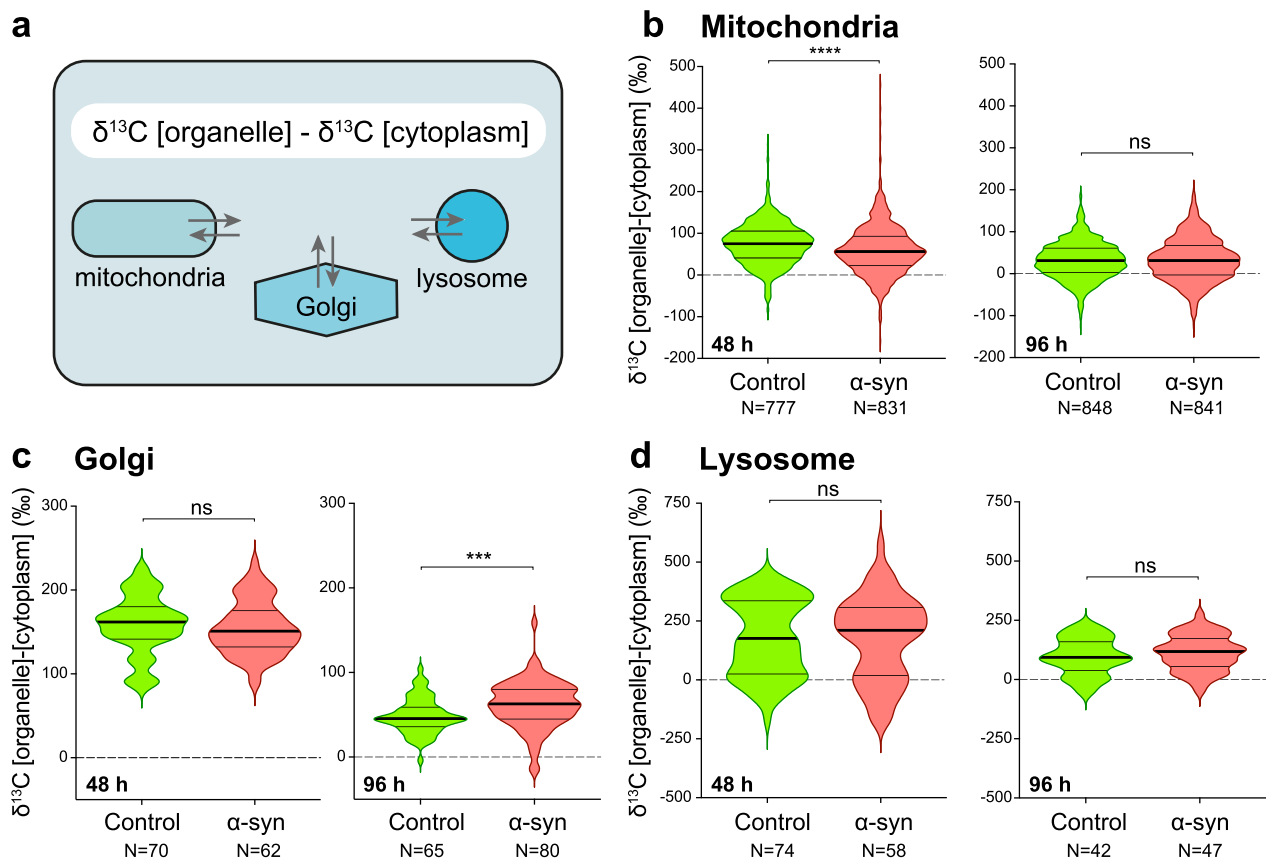 a
δ¹³C [organelle] - δ¹³C [cytoplasm]
mitochondria
Golgi
lysosome
b Mitochondria
δ¹³C [organelle]-[cytoplasm] (‰)
500
400
300
200
100
0
-100
-200
****
48 h
Control
α-syn
N=777
N=831
500
400
300
200
100
0
-100
-200
ns
96 h
Control
α-syn
N=848
N=841
c Golgi
δ¹³C [organelle]-[cytoplasm] (‰)
300
200
100
0
ns
48 h
Control
α-syn
N=70
N=62
300
200
100
0
***
96 h
Control
α-syn
N=65
N=80
d Lysosome
δ¹³C [organelle]-[cytoplasm] (‰)
750
500
250
0
-250
-500
ns
48 h
Control
α-syn
N=74
N=58
750
500
250
0
-250
-500
ns
96 h
Control
α-syn
N=42
N=47